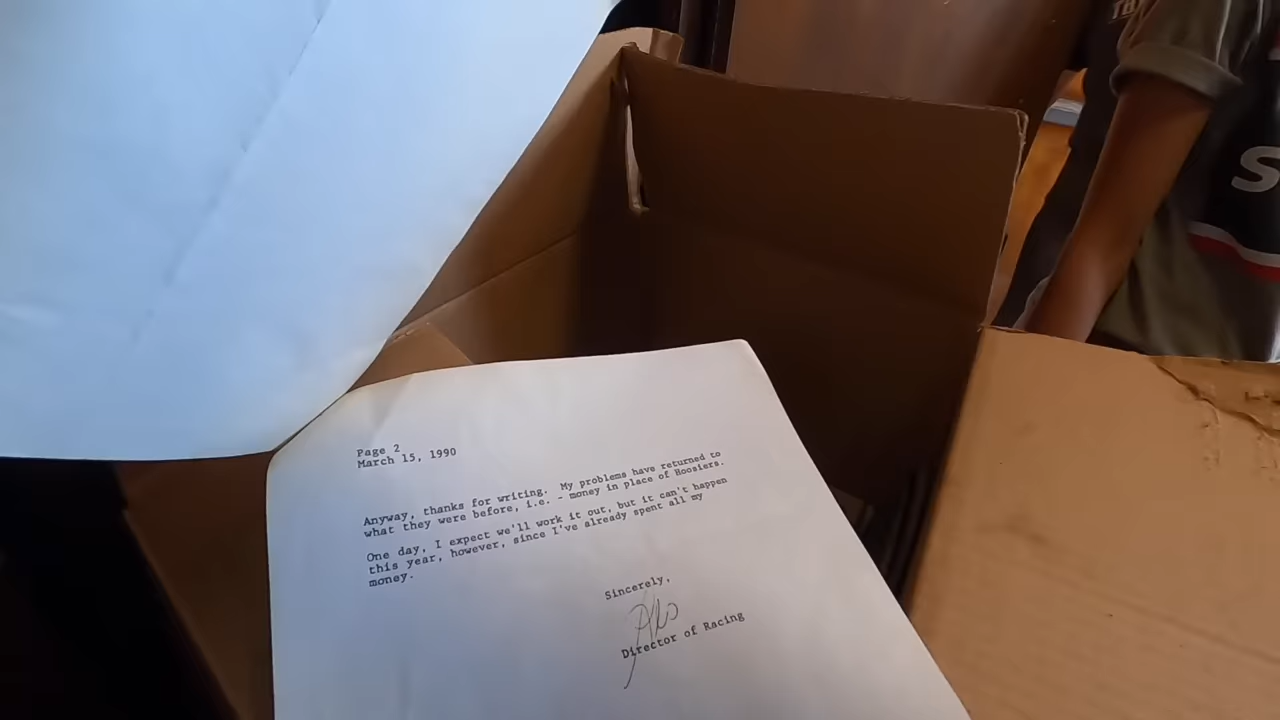 Page 2
March 15, 1990
Anyway, thanks for writing. My problems have returned to
what they were before, i.e. - money in place of Hoosiers.
One day, I expect we'll work it out, but it can't happen
this year, however, since I've already spent all my
money.
Sincerely,
Director of Racing
S